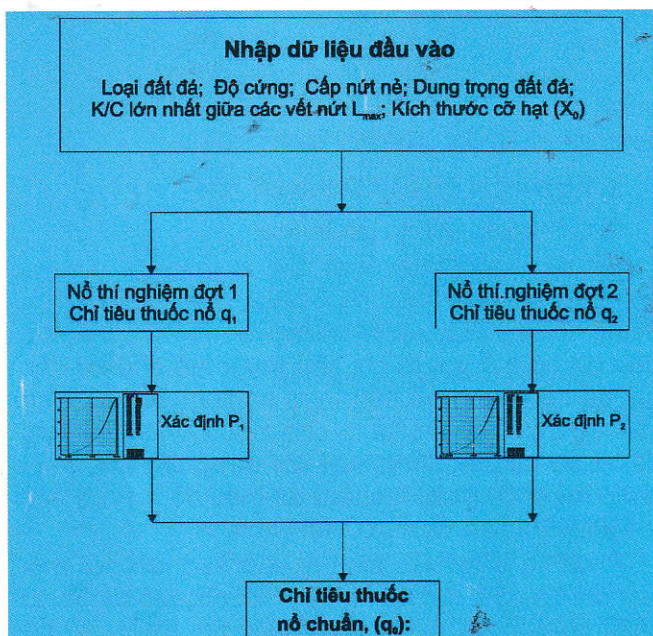 Nhập dữ liệu đầu vào
Loại đất đá; Độ cứng; Cấp nứt nẻ; Dung trọng đất đá;
K/C lớn nhất giữa các vết nứt Lmax; Kích thước cỡ hạt (X₀)
Nổ thí nghiệm đợt 1
Chỉ tiêu thuốc nổ q₁
Nổ thí.nghiệm đợt 2
Chỉ tiêu thuốc nổ q₂
Xác định P₁
Xác định P₂
Chỉ tiêu thuốc
nổ chuẩn, (q₀):